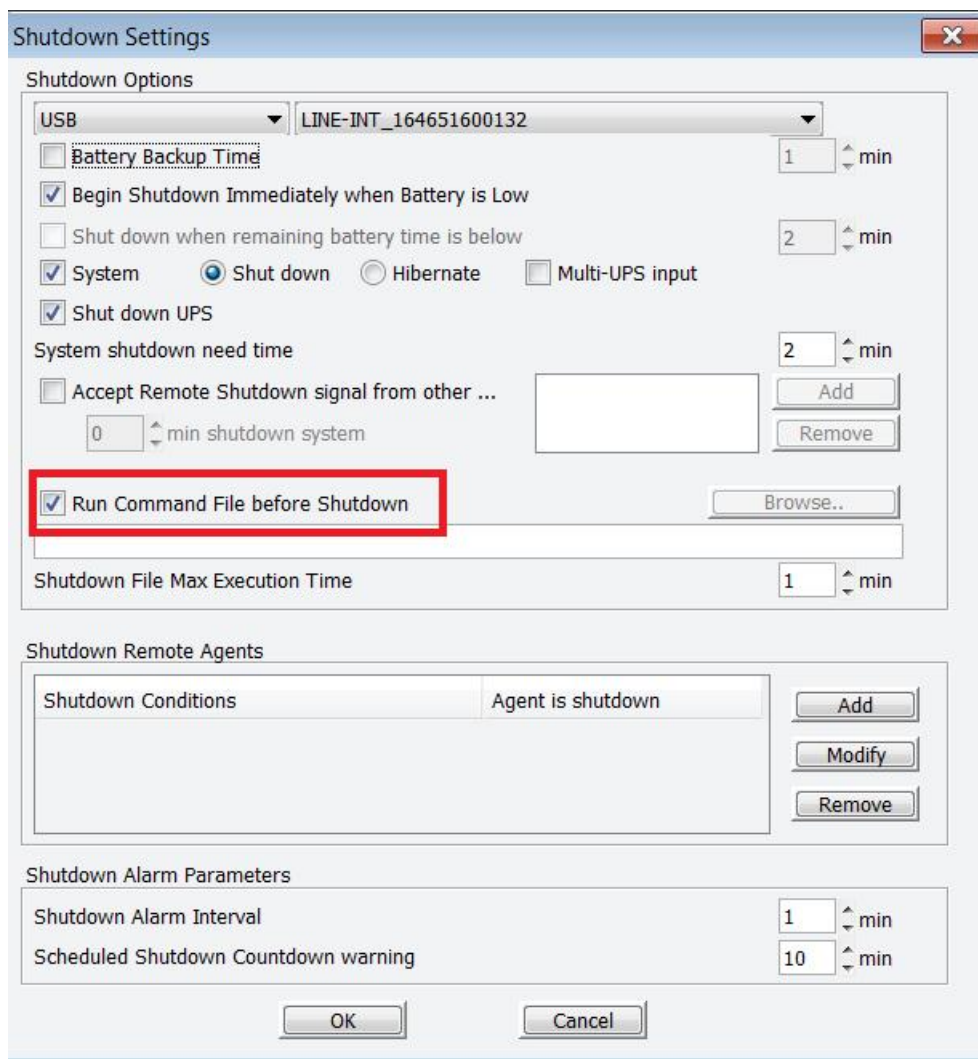 Shutdown Settings
Shutdown Options
USB LINE-INT_164651600132
Battery Backup Time 1 min
Begin Shutdown Immediately when Battery is Low
Shut down when remaining battery time is below 2 min
System Shut down Hibernate Multi-UPS input
Shut down UPS
System shutdown need time 2 min
Accept Remote Shutdown signal from other ... Add
0 min shutdown system Remove
Run Command File before Shutdown Browse..
Shutdown File Max Execution Time 1 min
Shutdown Remote Agents
Shutdown Conditions Agent is shutdown Add
Modify
Remove
Shutdown Alarm Parameters
Shutdown Alarm Interval 1 min
Scheduled Shutdown Countdown warning 10 min
OK Cancel